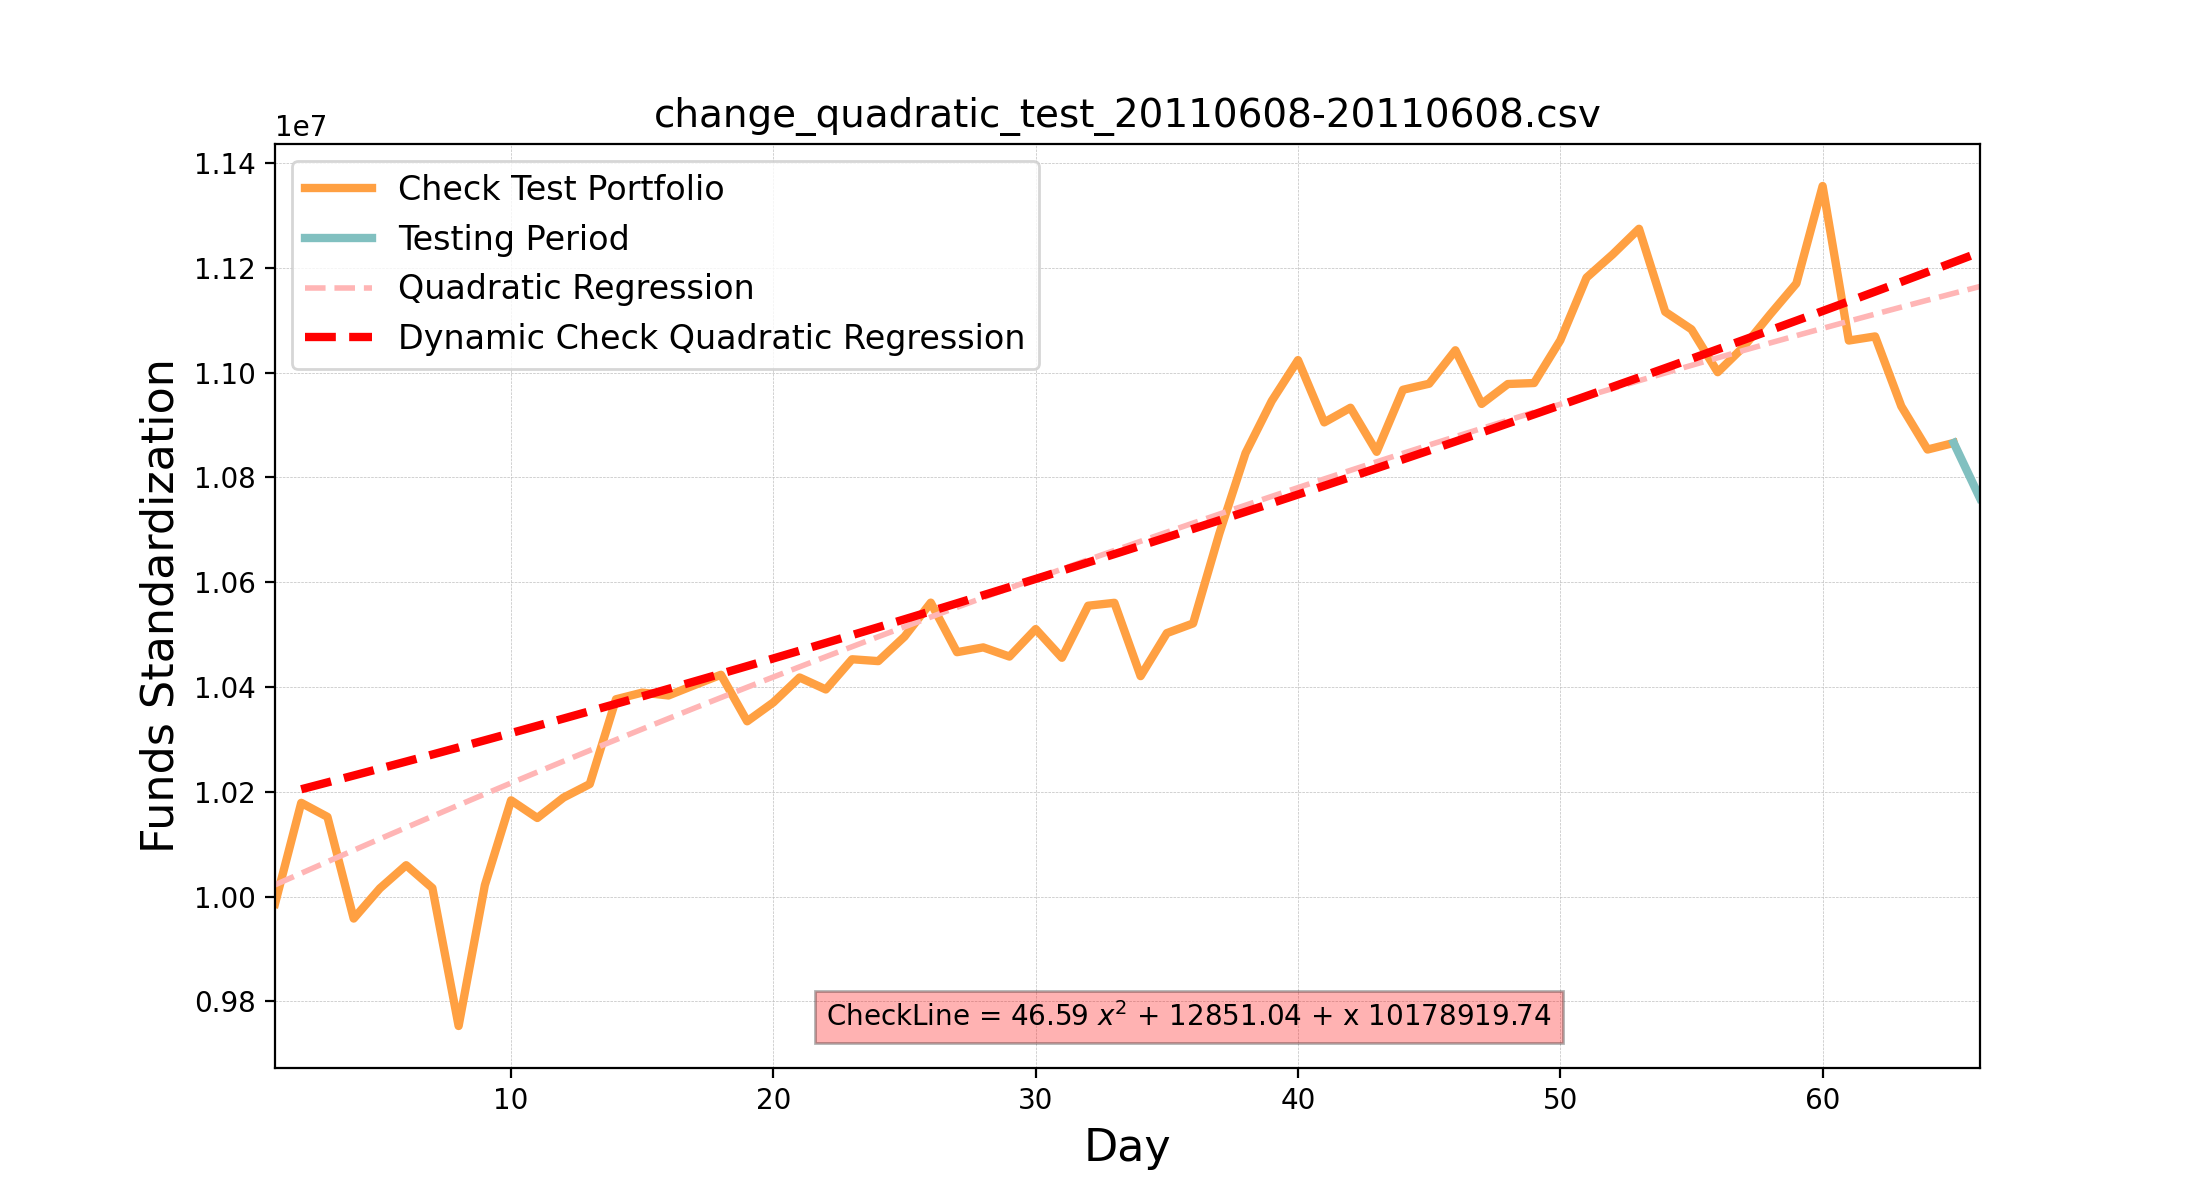 change_quadratic_test_20110608-20110608.csv
1e7
Check Test Portfolio
Testing Period
Quadratic Regression
Dynamic Check Quadratic Regression
Funds Standardization
1.14
1.12
1.10
1.08
1.06
1.04
1.02
1.00
0.98
CheckLine = 46.59 x² + 12851.04 + x 10178919.74
10 20 30 40 50 60
Day